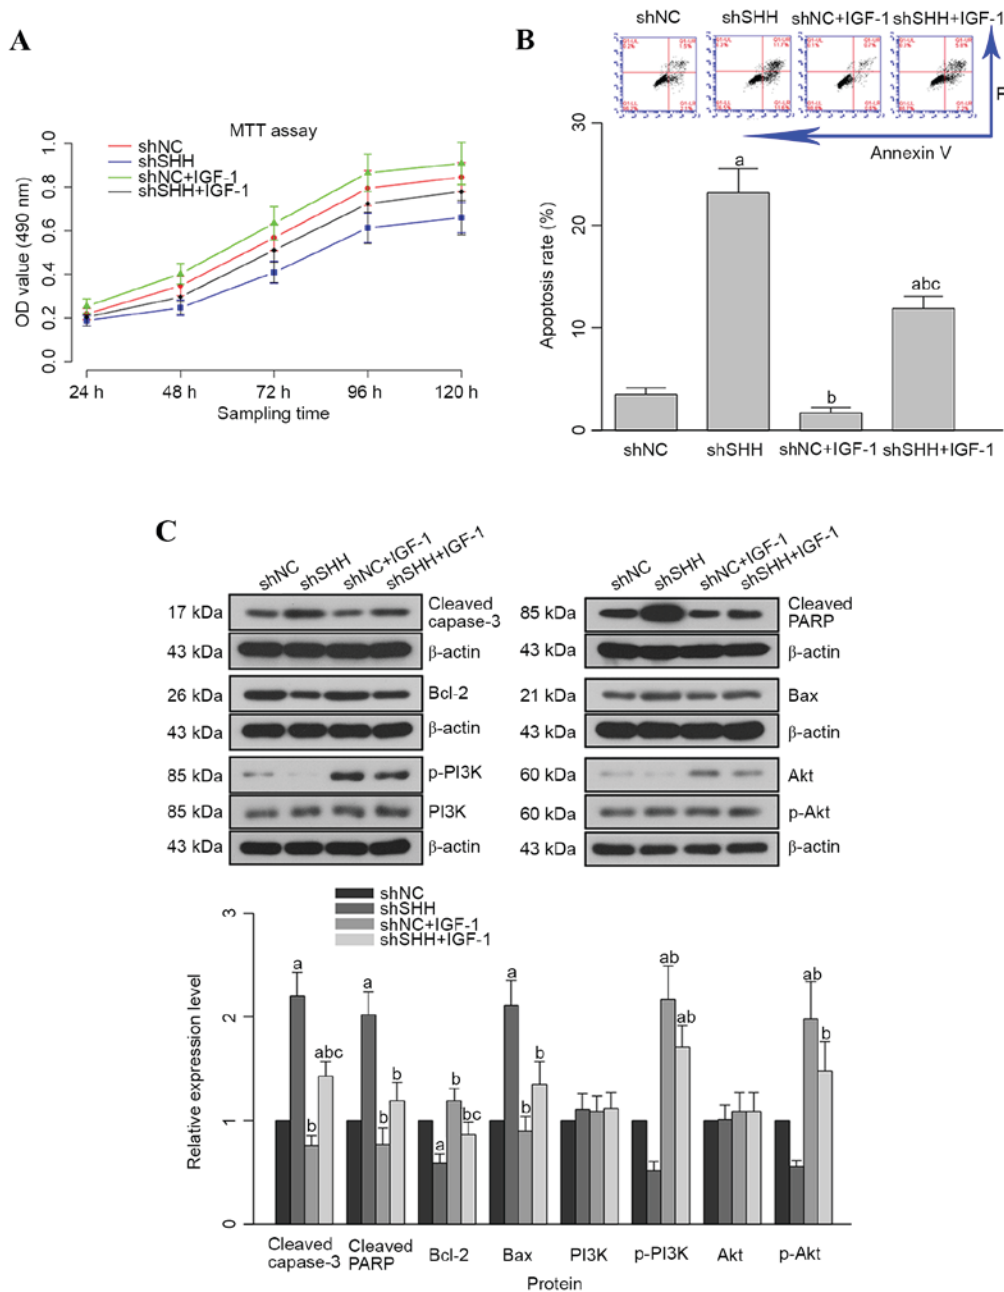 A
MTT assay
shNC
shSHH
shNC+IGF-1
shSHH+IGF-1
OD value (490 nm)
1.0
0.8
0.6
0.4
0.2
0.0
24 h 48 h 72 h 96 h 120 h
Sampling time
B
shNC shSHH shNC+IGF-1 shSHH+IGF-1
Annexin V
Apoptosis rate (%)
30
20
10
0
a
b
abc
shNC shSHH shNC+IGF-1 shSHH+IGF-1
C
shNC shSHH shNC+IGF-1 shSHH+IGF-1
17 kDa Cleaved
capase-3
43 kDa β-actin
26 kDa Bcl-2
43 kDa β-actin
85 kDa p-PI3K
85 kDa PI3K
43 kDa β-actin
shNC shSHH shNC+IGF-1 shSHH+IGF-1
85 kDa Cleaved
PARP
43 kDa β-actin
21 kDa Bax
43 kDa β-actin
60 kDa Akt
60 kDa p-Akt
43 kDa β-actin
shNC
shSHH
shNC+IGF-1
shSHH+IGF-1
Relative expression level
3
2
1
0
a b abc
a b b
a b bc
a b b
ab ab
ab b
Cleaved
capase-3
Cleaved
PARP
Bcl-2 Bax PI3K p-PI3K Akt p-Akt
Protein